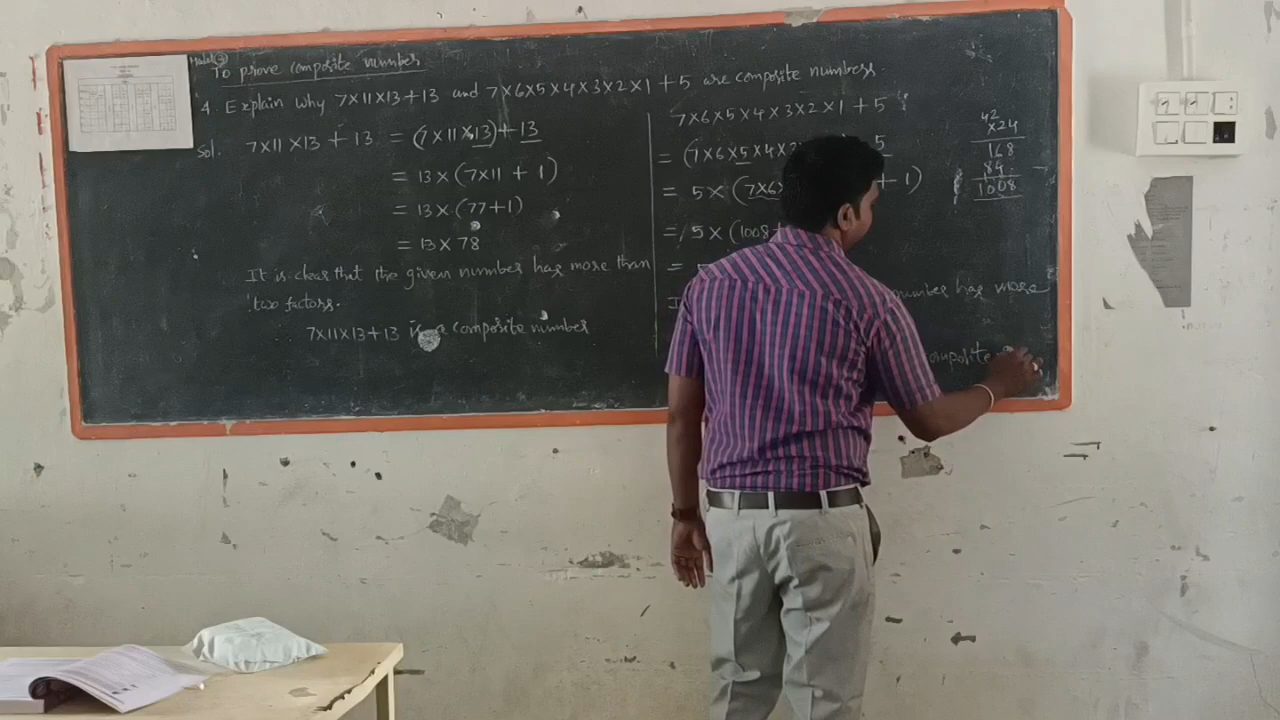 Model ③
To prove composite number
4. Explain why 7×11×13+13 and 7×6×5×4×3×2×1+5 are composite numbers.
Sol. 7×11×13+13 = (7×11×13)+13
= 13×(7×11+1)
= 13×(77+1)
= 13×78
It is clear that the given number has more than
two factors.
∴ 7×11×13+13 is a composite number
7×6×5×4×3×2×1+5
= (7×6×5×4× 5
= 5×(7×6 +1)
= 5×(1008+
=
number has more
composite
42
×24
168
84
1008